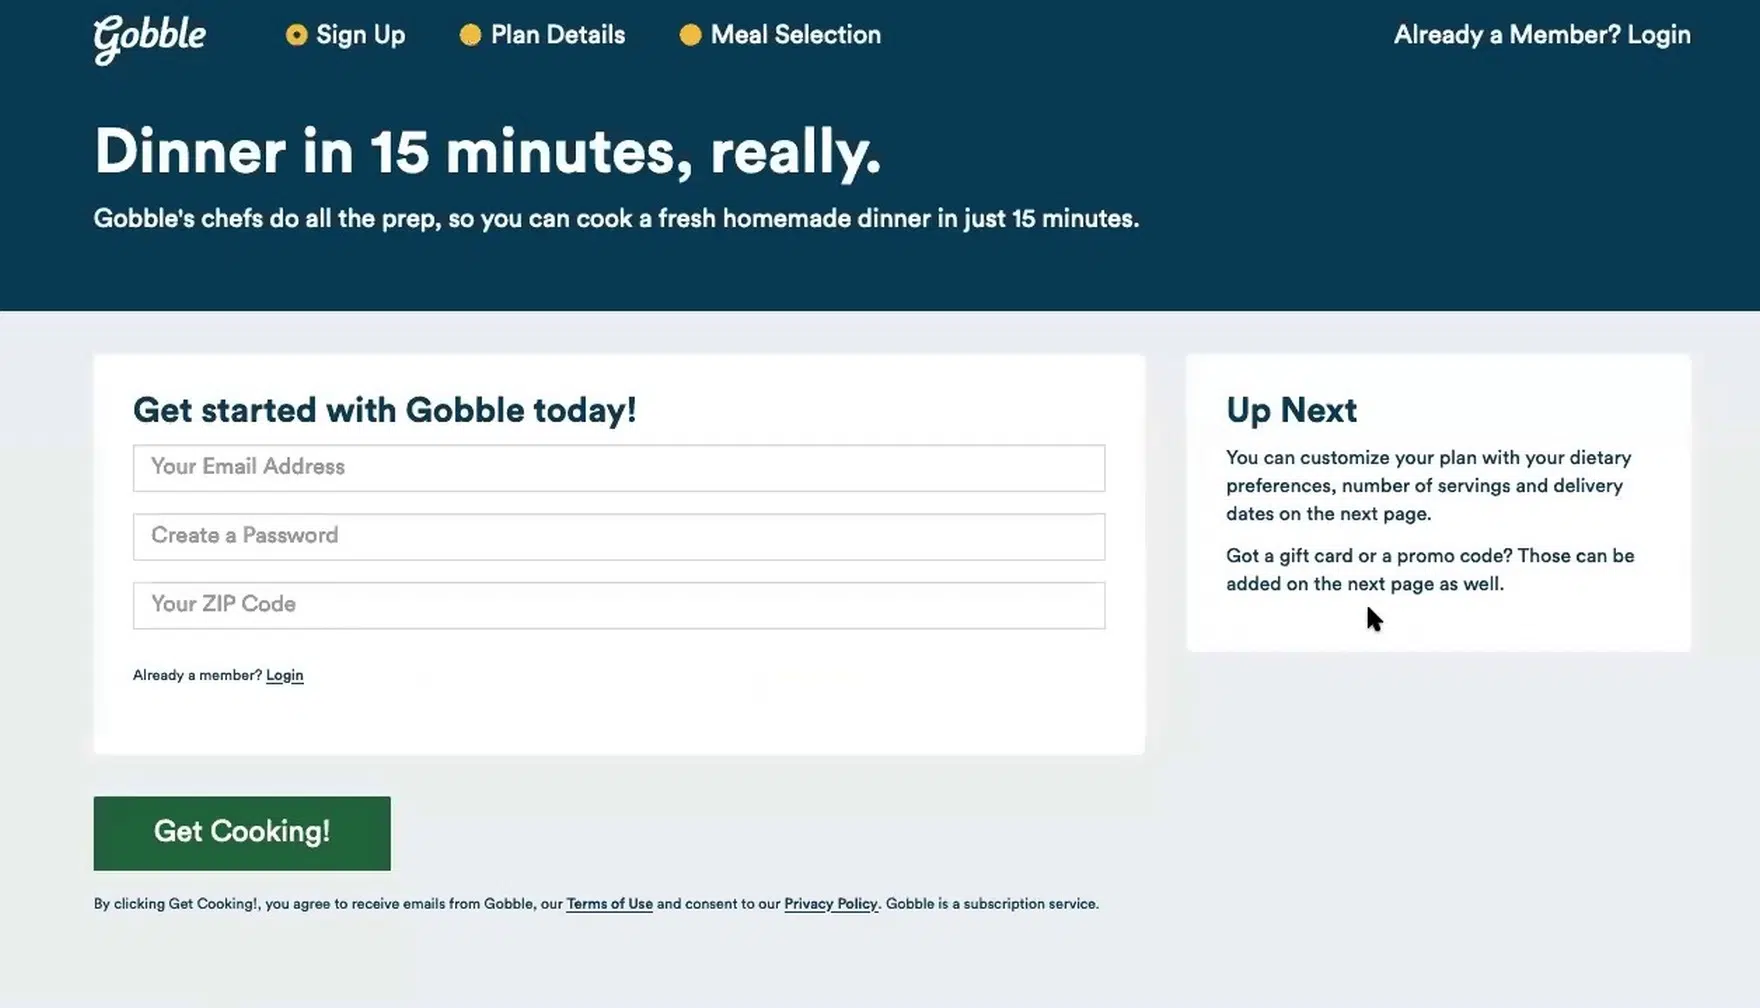 Gobble
Sign Up
Plan Details
Meal Selection
Already a Member? Login
Dinner in 15 minutes, really.
Gobble's chefs do all the prep, so you can cook a fresh homemade dinner in just 15 minutes.
Get started with Gobble today!
Your Email Address
Create a Password
Your ZIP Code
Already a member? Login
Up Next
You can customize your plan with your dietary
preferences, number of servings and delivery
dates on the next page.
Got a gift card or a promo code? Those can be
added on the next page as well.
Get Cooking!
By clicking Get Cooking!, you agree to receive emails from Gobble, our Terms of Use and consent to our Privacy Policy. Gobble is a subscription service.